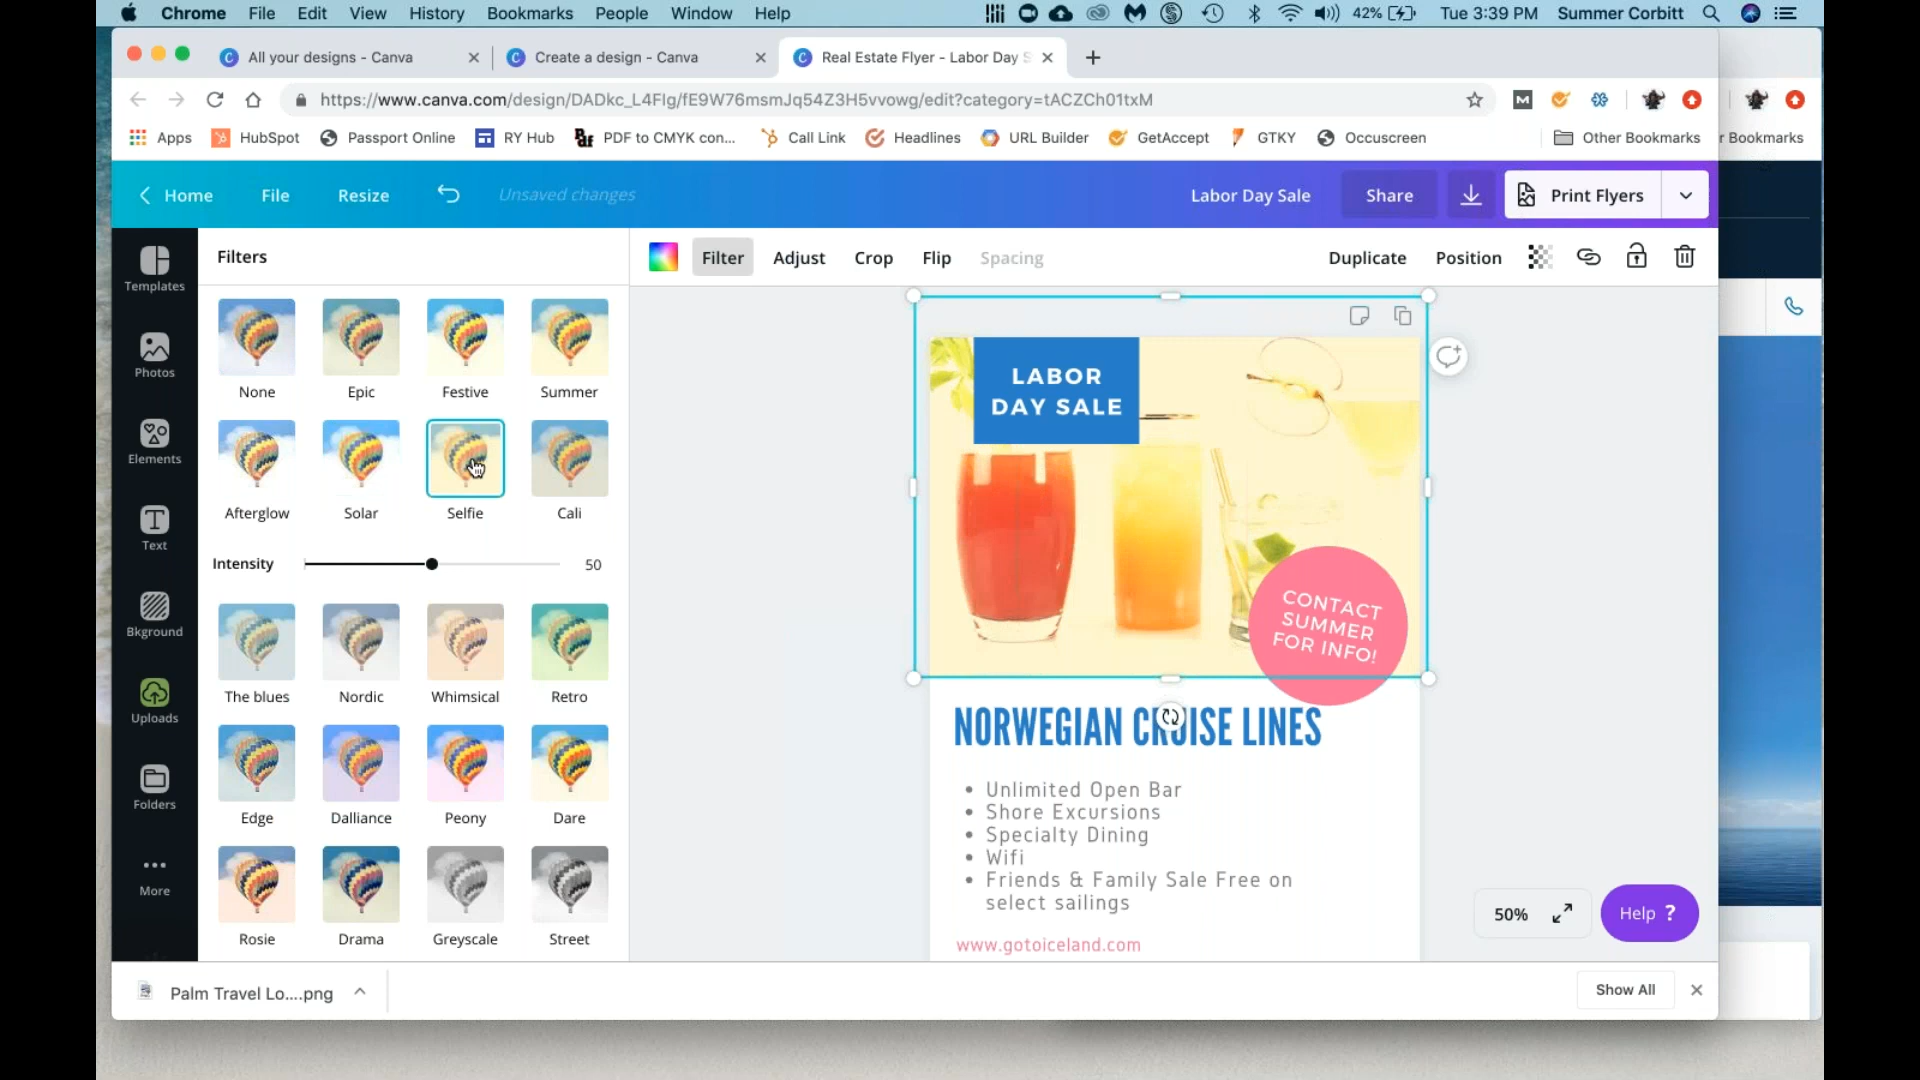 Chrome File Edit View History Bookmarks People Window Help 42% Tue 3:39 PM Summer Corbitt
All your designs - Canva Create a design - Canva Real Estate Flyer - Labor Day S
https://www.canva.com/design/DADkc_L4FIg/fE9W76msmJq54Z3H5vvowg/edit?category=tACZCh01txM
Apps HubSpot Passport Online RY Hub PDF to CMYK con... Call Link Headlines URL Builder GetAccept GTKY Occuscreen Other Bookmarks r Bookmarks
Home File Resize Unsaved changes Labor Day Sale Share Print Flyers
Filters Filter Adjust Crop Flip Spacing Duplicate Position
Templates
Photos
Elements
Text
Bkground
Uploads
Folders
More
None Epic Festive Summer
Afterglow Solar Selfie Cali
Intensity 50
The blues Nordic Whimsical Retro
Edge Dalliance Peony Dare
Rosie Drama Greyscale Street
LABOR
DAY SALE
CONTACT
SUMMER
FOR INFO!
NORWEGIAN CRUISE LINES
• Unlimited Open Bar
• Shore Excursions
• Specialty Dining
• Wifi
• Friends & Family Sale Free on
select sailings
www.gotoiceland.com
50% Help ?
Palm Travel Lo....png Show All